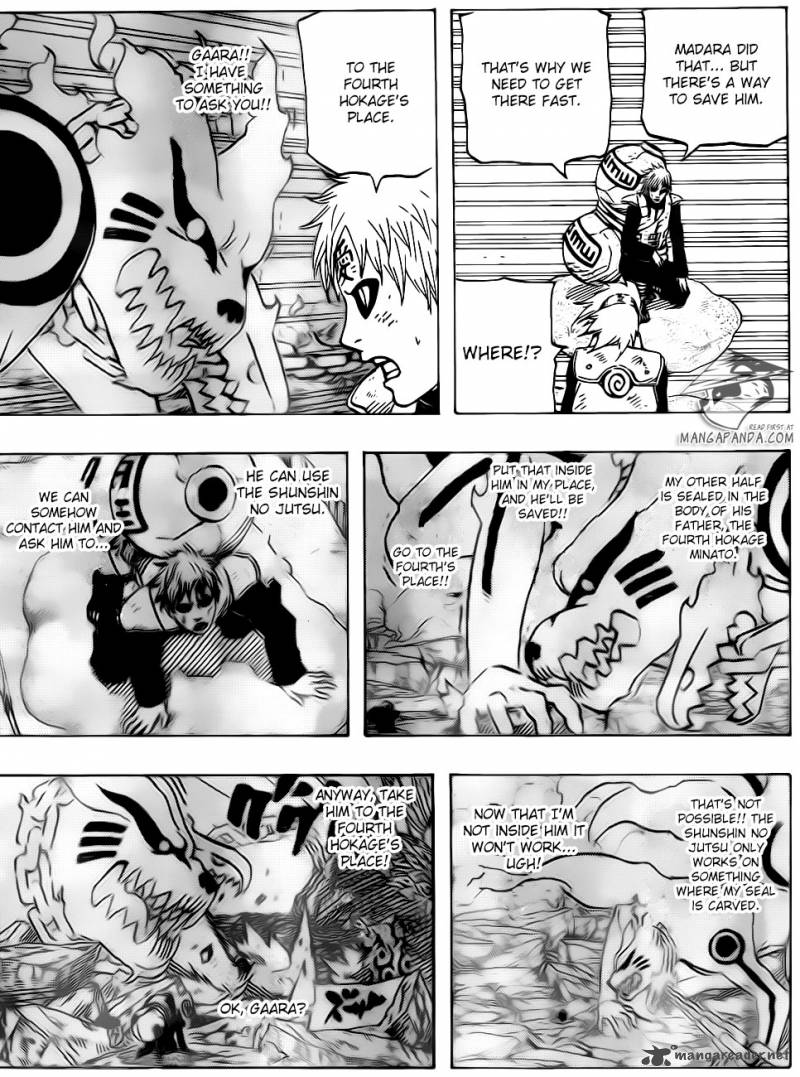 MADARA DID
THAT... BUT
THERE'S A WAY
TO SAVE HIM.
THAT'S WHY WE
NEED TO GET
THERE FAST.
WHERE!?
TO THE
FOURTH
HOKAGE'S
PLACE.
GAARA!!
I HAVE
SOMETHING
TO ASK YOU!!
READ FIRST AT
MANGAPANDA.COM
MY OTHER HALF
IS SEALED IN THE
BODY OF HIS
FATHER, THE
FOURTH HOKAGE
MINATO.
PUT THAT INSIDE
HIM IN MY PLACE,
AND HE'LL BE
SAVED!!
GO TO THE
FOURTH'S
PLACE!!
HE CAN USE
THE SHUNSHIN
NO JUTSU.
WE CAN
SOMEHOW
CONTACT HIM AND
ASK HIM TO...
THAT'S NOT
POSSIBLE!! THE
SHUNSHIN NO
JUTSU ONLY
WORKS ON
SOMETHING
WHERE MY SEAL
IS CARVED.
NOW THAT I'M
NOT INSIDE HIM IT
WON'T WORK...
UGH!
ANYWAY, TAKE
HIM TO THE
FOURTH
HOKAGE'S
PLACE!
OK, GAARA?
mangareader.net